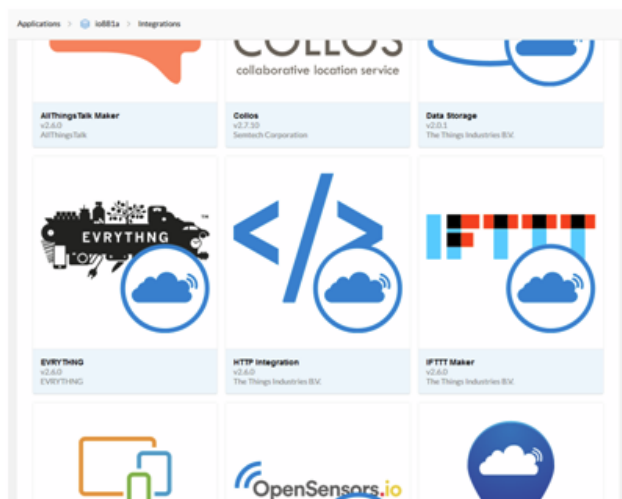 Applications > io881a > Integrations
COLLOS
collaborative location service
AllThingsTalk Maker
v2.6.0
AllThingsTalk
Collos
v2.7.10
Semtech Corporation
Data Storage
v2.0.1
The Things Industries B.V.
EVRYTHNG
TM
</>
IFTTT
EVRYTHNG
v2.6.0
EVRYTHNG
HTTP Integration
v2.6.0
The Things Industries B.V.
IFTTT Maker
v2.6.0
The Things Industries B.V.
OpenSensors.io